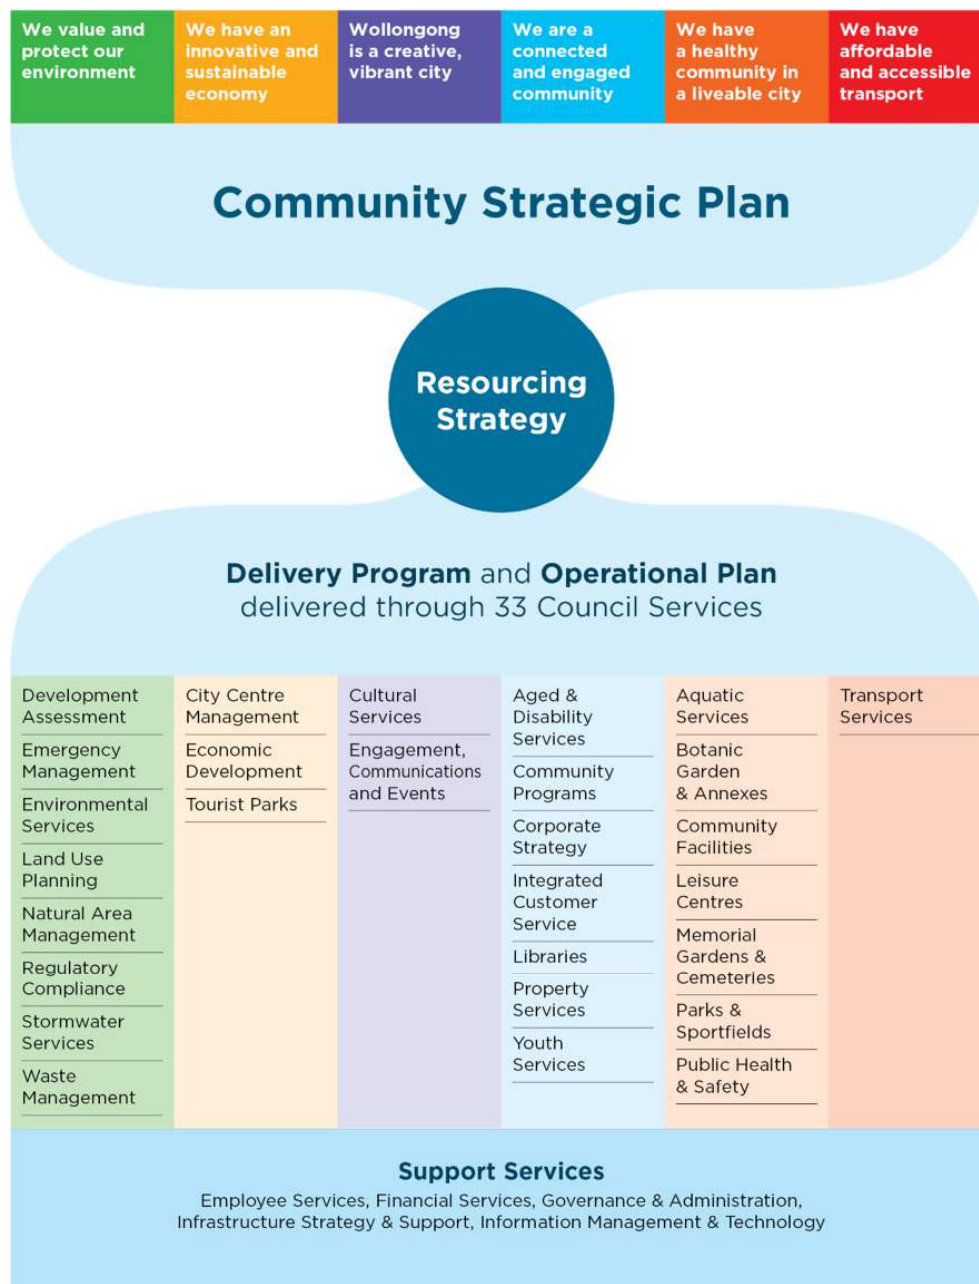 We value and
protect our
environment
We have an
innovative and
sustainable
economy
Wollongong
is a creative,
vibrant city
We are a
connected
and engaged
community
We have
a healthy
community in
a liveable city
We have
affordable
and accessible
transport
Community Strategic Plan
Resourcing
Strategy
Delivery Program and Operational Plan
delivered through 33 Council Services
Development
Assessment
Emergency
Management
Environmental
Services
Land Use
Planning
Natural Area
Management
Regulatory
Compliance
Stormwater
Services
Waste
Management
City Centre
Management
Economic
Development
Tourist Parks
Cultural
Services
Engagement,
Communications
and Events
Aged &
Disability
Services
Community
Programs
Corporate
Strategy
Integrated
Customer
Service
Libraries
Property
Services
Youth
Services
Aquatic
Services
Botanic
Garden
& Annexes
Community
Facilities
Leisure
Centres
Memorial
Gardens &
Cemeteries
Parks &
Sportfields
Public Health
& Safety
Transport
Services
Support Services
Employee Services, Financial Services, Governance & Administration,
Infrastructure Strategy & Support, Information Management & Technology